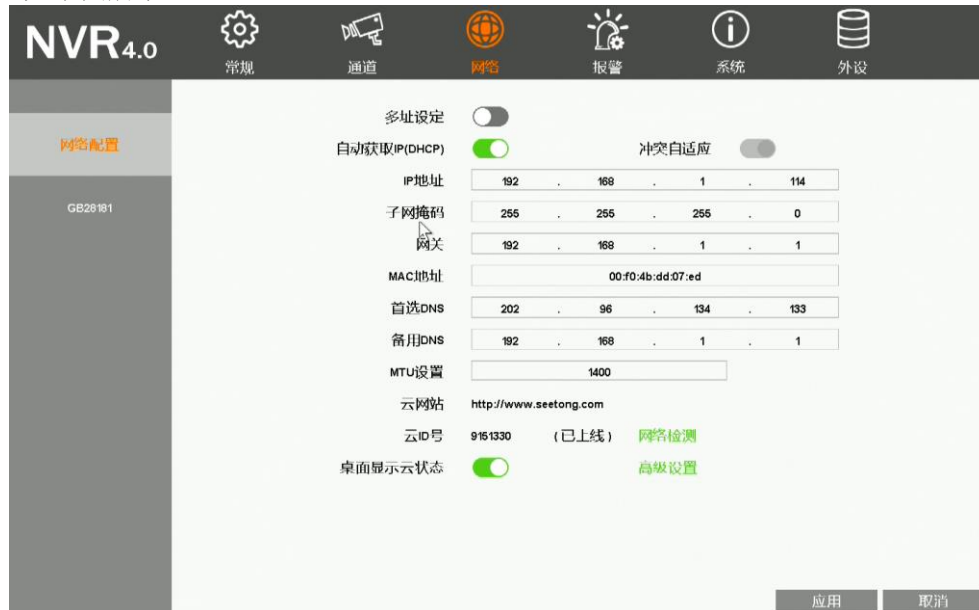 NVR4.0
常规 通道 网络 报警 系统 外设
网络配置
GB28181
多址设定
自动获取IP(DHCP) 冲突自适应
IP地址 192 . 168 . 1 . 114
子网掩码 255 . 255 . 255 . 0
网关 192 . 168 . 1 . 1
MAC地址 00:f0:4b:dd:07:ed
首选DNS 202 . 96 . 134 . 133
备用DNS 192 . 168 . 1 . 1
MTU设置 1400
云网站 http://www.seetong.com
云ID号 9151330 (已上线) 网络检测
桌面显示云状态 高级设置
应用 取消